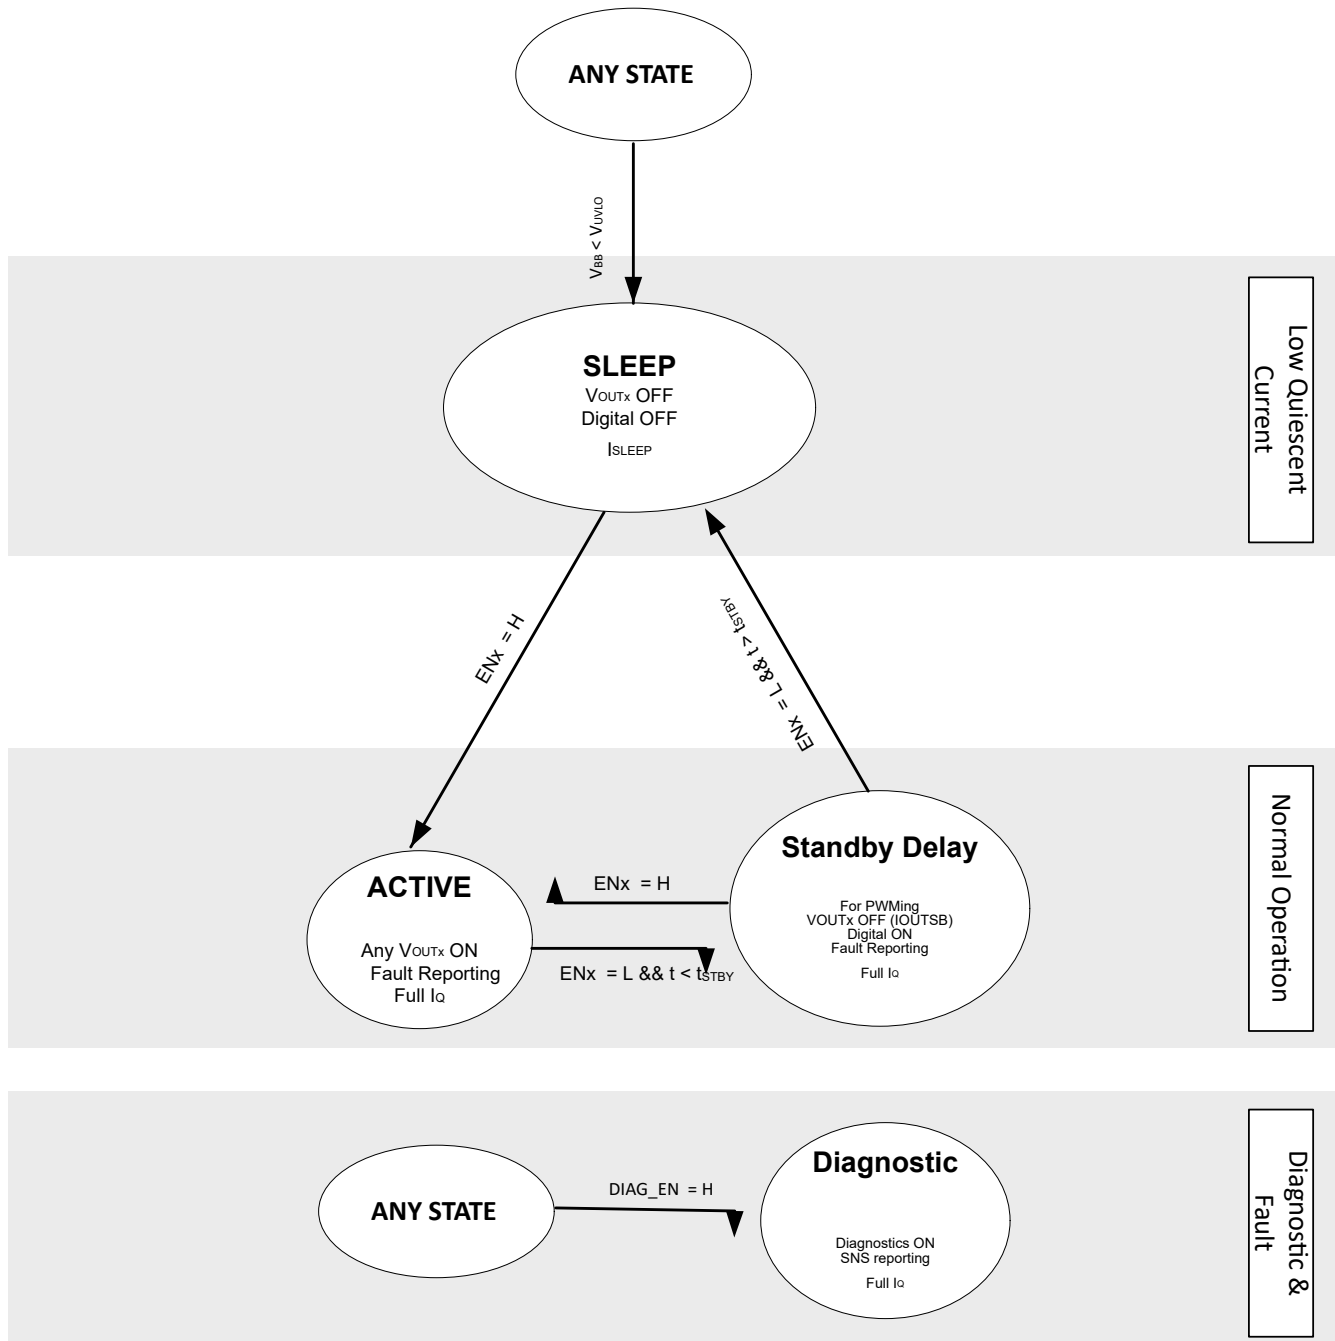 ANY STATE
VBB < VUVLO
SLEEP
VOUTx OFF
Digital OFF
ISLEEP
Low Quiescent
Current
ENx = H
ENx = L && t > tSTBY
ACTIVE
Any VOUTx ON
Fault Reporting
Full IQ
ENx = H
ENx = L && t < tSTBY
Standby Delay
For PWMing
VOUTx OFF (IOUTSB)
Digital ON
Fault Reporting
Full IQ
Normal Operation
ANY STATE
DIAG_EN = H
Diagnostic
Diagnostics ON
SNS reporting
Full IQ
Diagnostic &
Fault